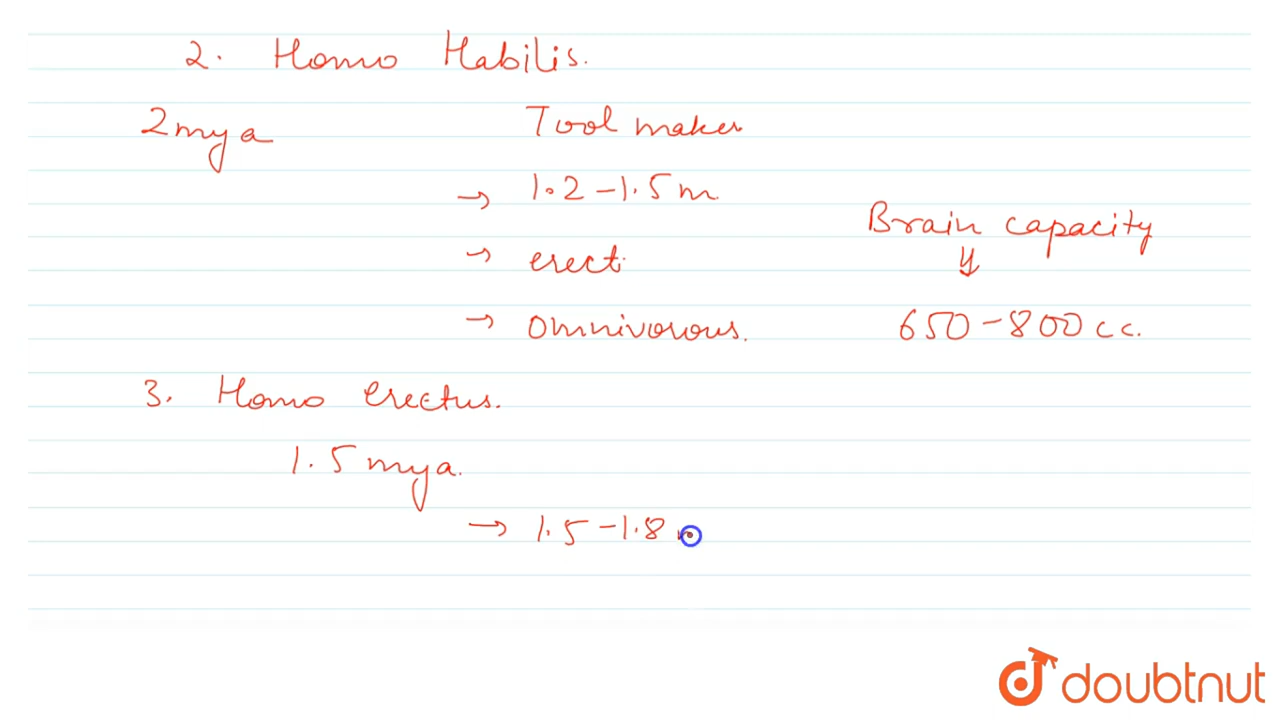 2. Homo Habilis.
2mya Tool maker
→ 1.2 - 1.5 m
Brain capacity
→ erect
→ omnivorous. 650 - 800 cc.
3. Homo erectus.
1.5 mya.
→ 1.5 - 1.8
doubtnut